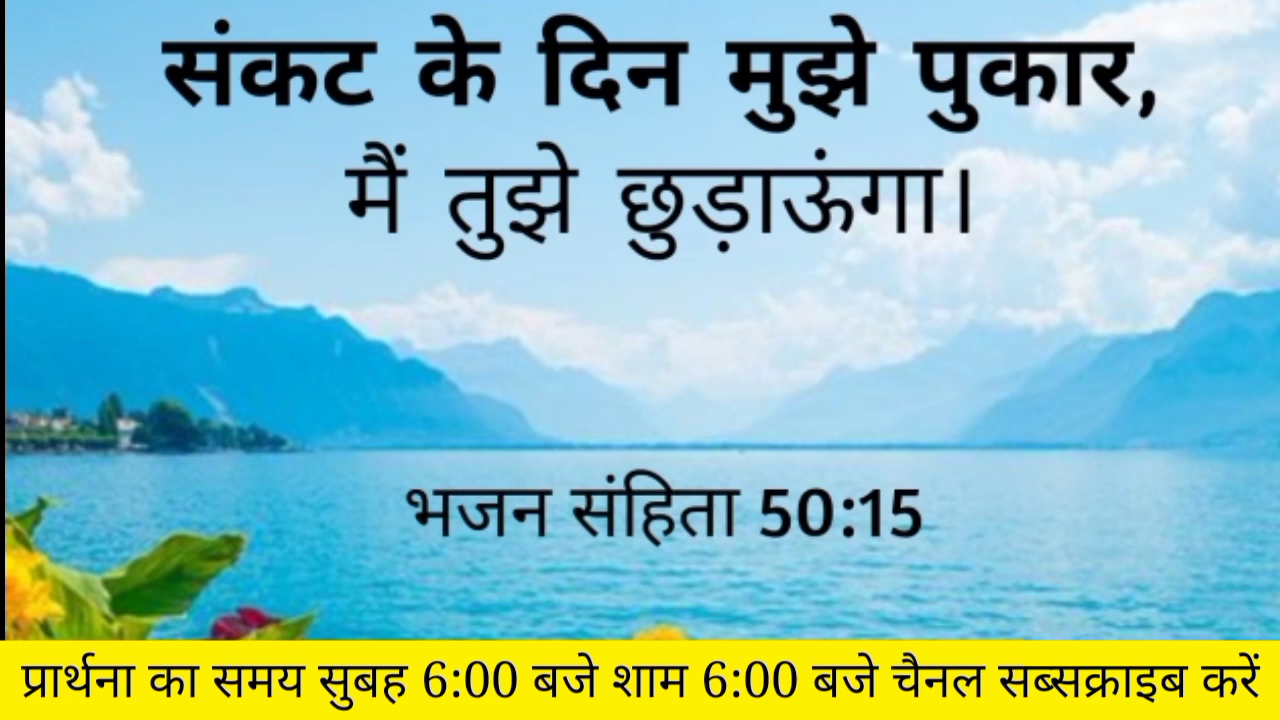 संकट के दिन मुझे पुकार,
मैं तुझे छुड़ाऊंगा।
भजन संहिता 50:15
प्रार्थना का समय सुबह 6:00 बजे शाम 6:00 बजे चैनल सब्सक्राइब करें